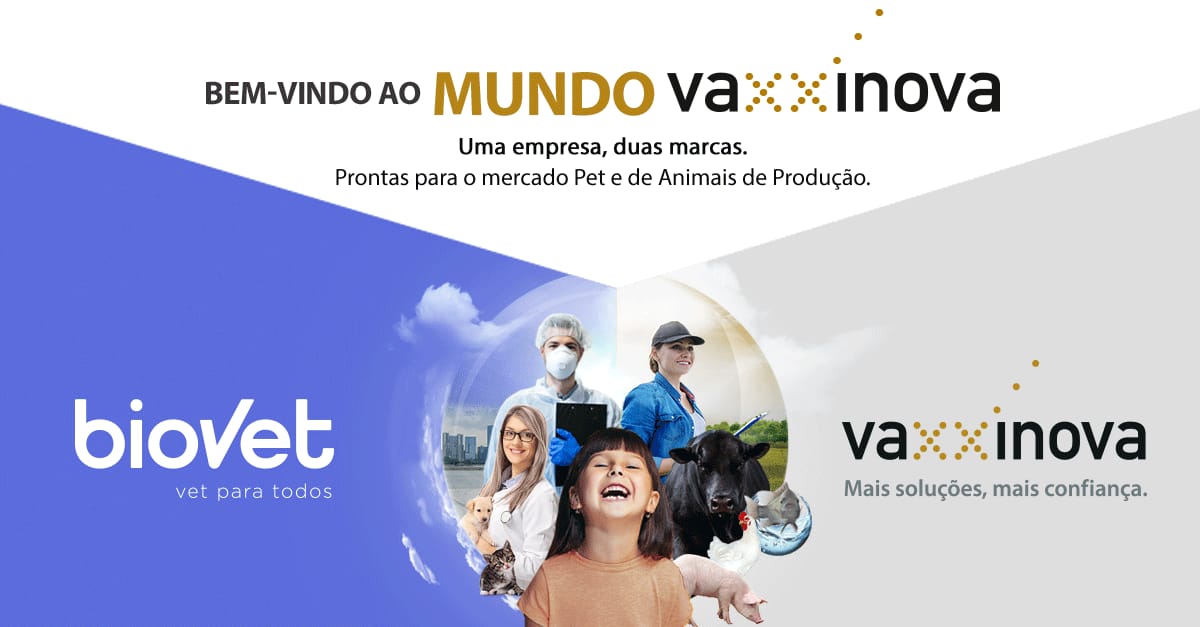 BEM-VINDO AO MUNDO vaxxinova
Uma empresa, duas marcas.
Prontas para o mercado Pet e de Animais de Produção.
biovet
vet para todos
vaxxinova
Mais soluções, mais confiança.